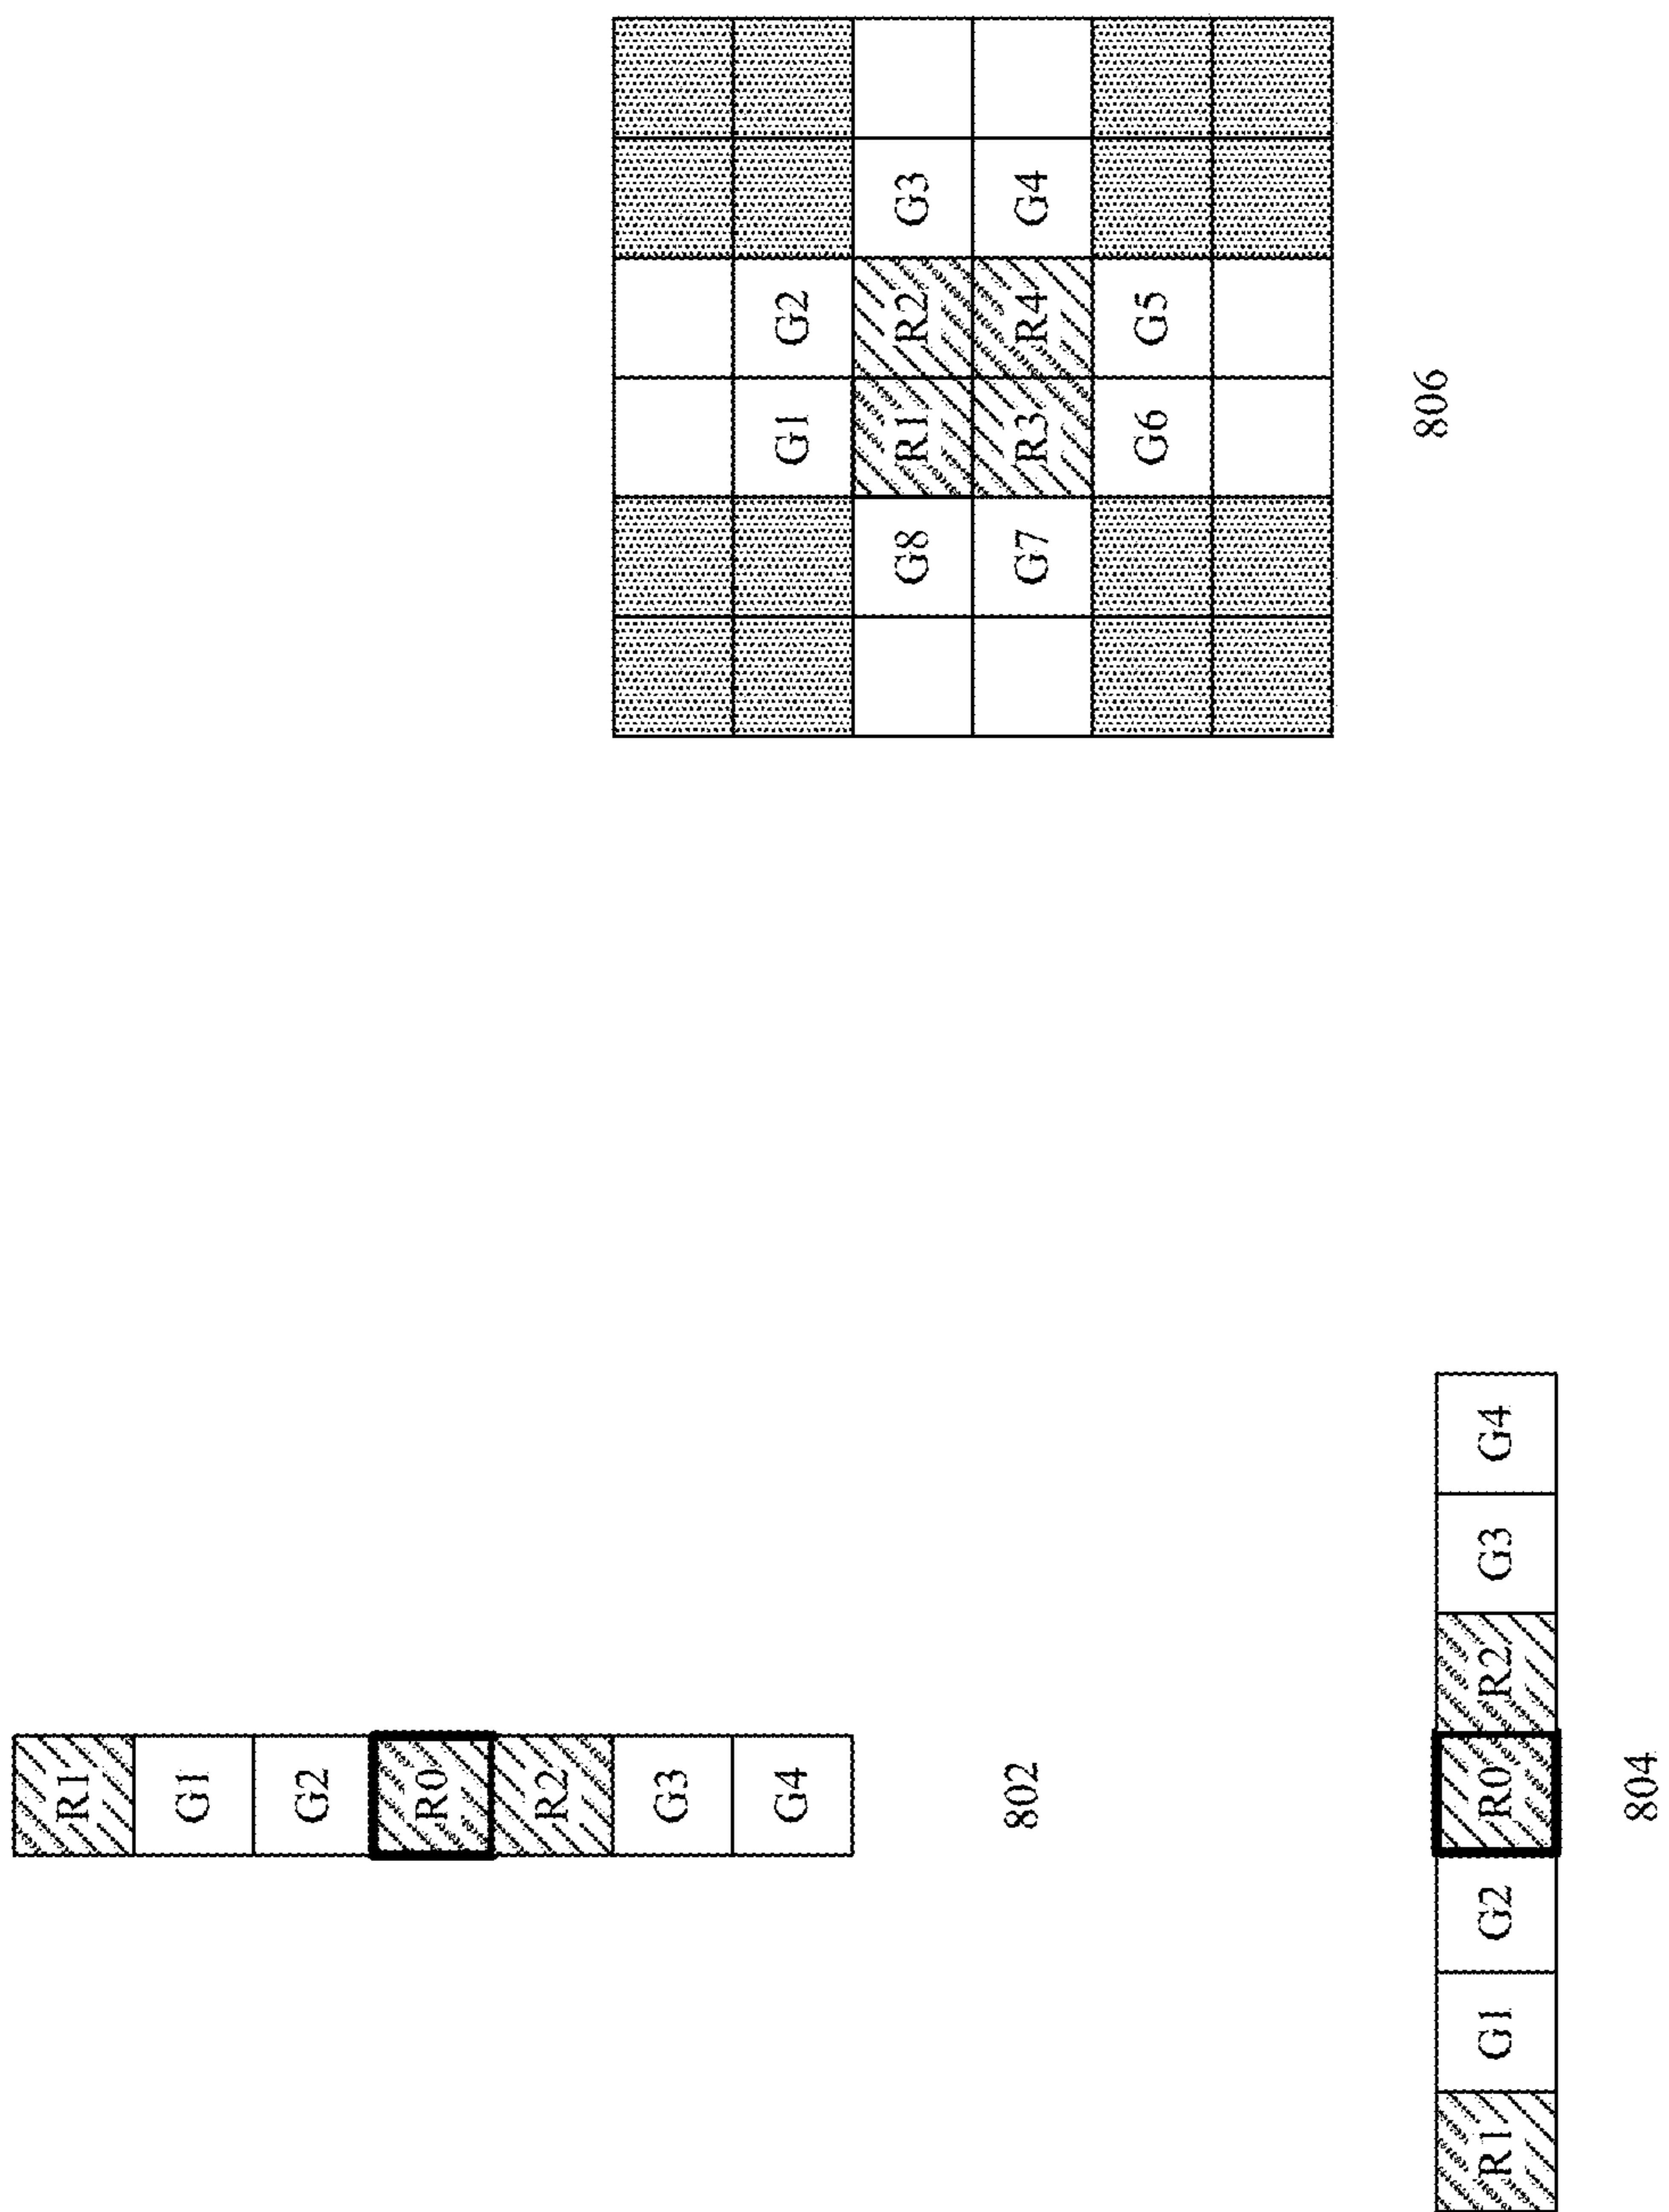 R1
G1
G2
R0
R2
G3
G4
802
R1 G1 G2 R0 R2 G3 G4
804
G1 G2
G8 R1 R2 G3
G7 R3 R4 G4
G6 G5
806